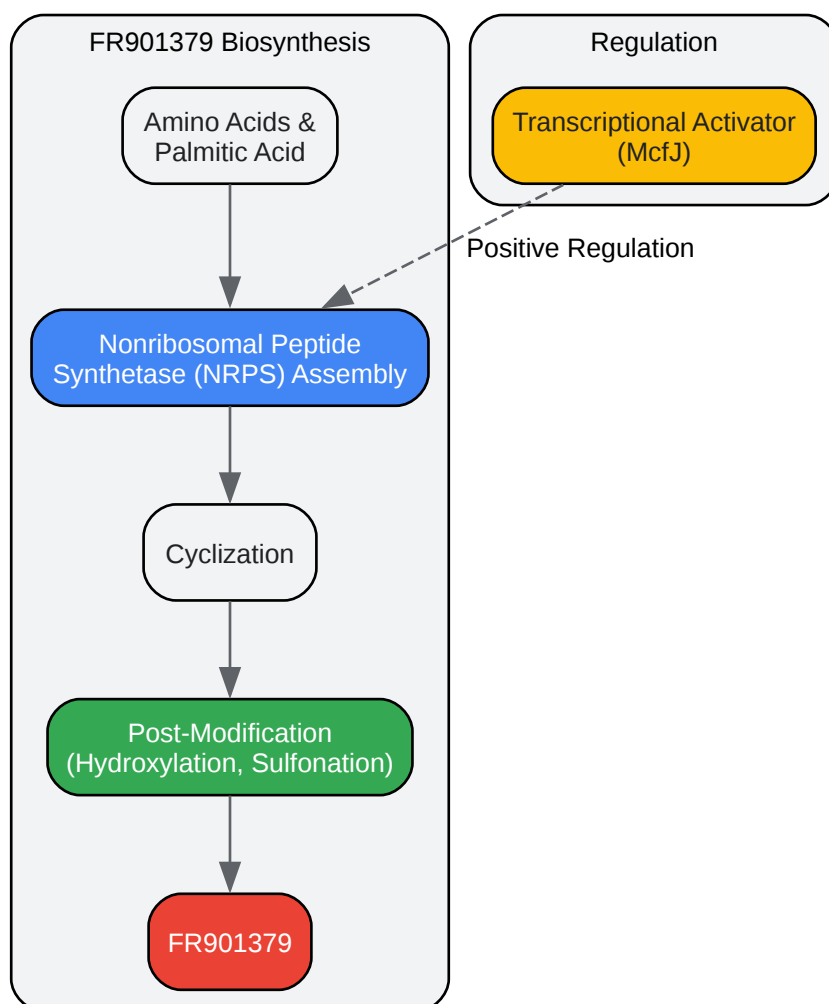 FR901379 Biosynthesis
Regulation
Amino Acids &
Palmitic Acid
Transcriptional Activator
(McfJ)
Positive Regulation
Nonribosomal Peptide
Synthetase (NRPS) Assembly
Cyclization
Post-Modification
(Hydroxylation, Sulfonation)
FR901379